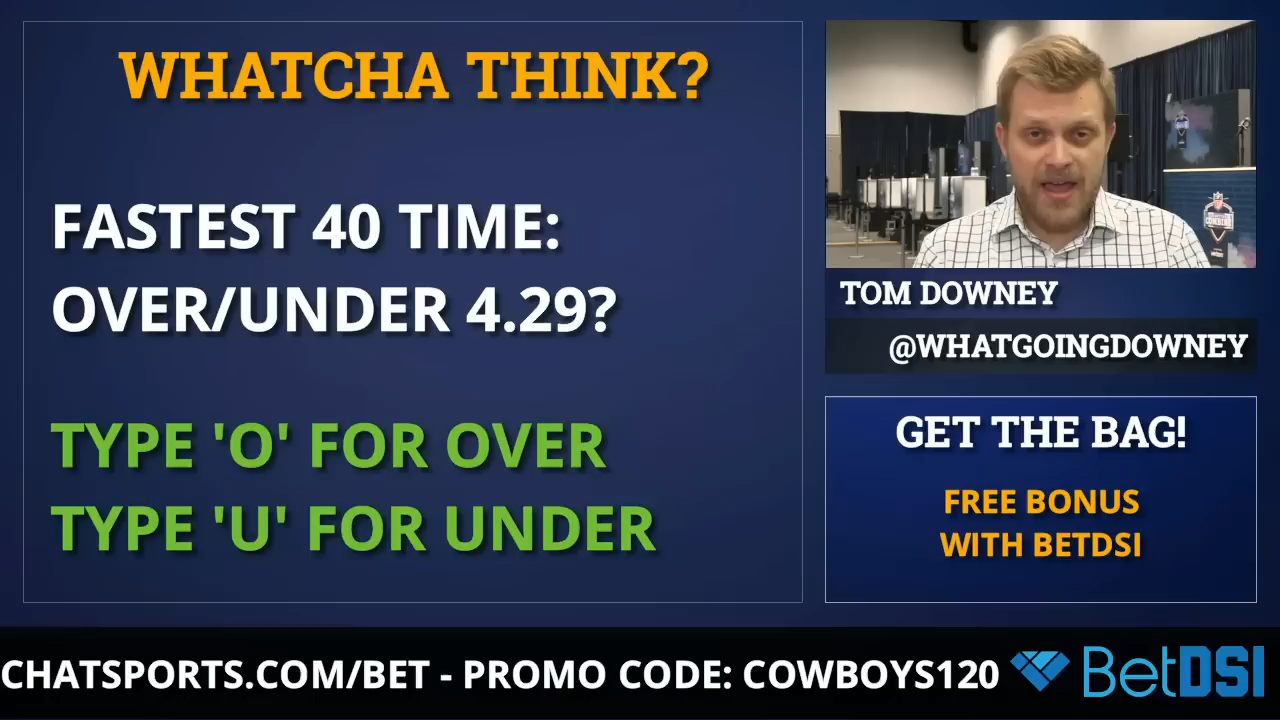 WHATCHA THINK?
FASTEST 40 TIME:
OVER/UNDER 4.29?
TYPE 'O' FOR OVER
TYPE 'U' FOR UNDER
TOM DOWNEY
@WHATGOINGDOWNEY
GET THE BAG!
FREE BONUS
WITH BETDSI
CHATSPORTS.COM/BET - PROMO CODE: COWBOYS120
BetDSI